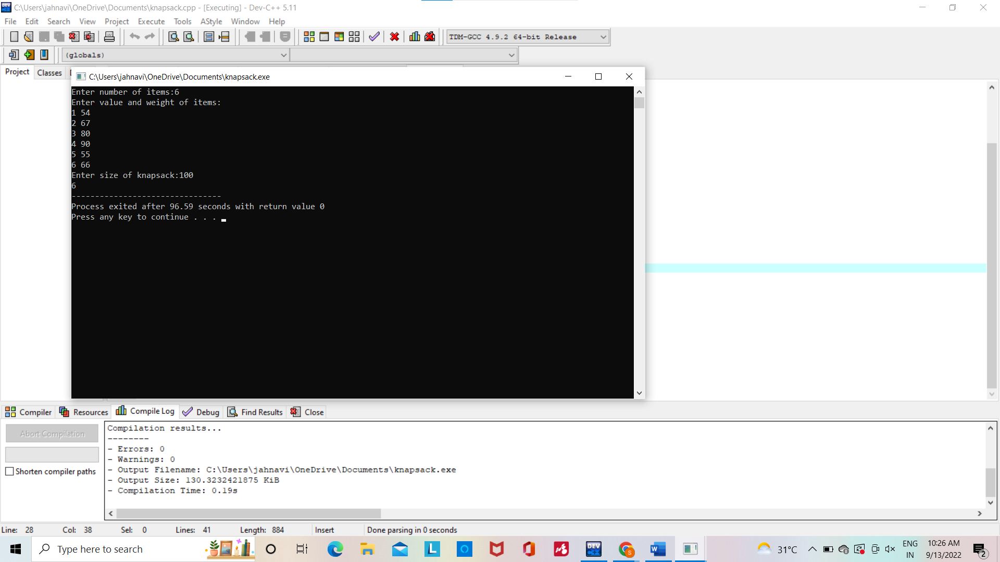 C:\Users\jahnavi\OneDrive\Documents\knapsack.cpp - [Executing] - Dev-C++ 5.11
File Edit Search View Project Execute Tools AStyle Window Help
TDM-GCC 4.9.2 64-bit Release
(globals)
Project Classes
C:\Users\jahnavi\OneDrive\Documents\knapsack.exe
Enter number of items:6
Enter value and weight of items:
1 54
2 67
3 80
4 90
5 55
6 66
Enter size of knapsack:100
6
--------------------------------
Process exited after 96.59 seconds with return value 0
Press any key to continue . . .
Compiler Resources Compile Log Debug Find Results Close
Abort Compilation
Shorten compiler paths
Compilation results...
--------
- Errors: 0
- Warnings: 0
- Output Filename: C:\Users\jahnavi\OneDrive\Documents\knapsack.exe
- Output Size: 130.3232421875 KiB
- Compilation Time: 0.19s
Line: 28 Col: 38 Sel: 0 Lines: 41 Length: 884 Insert Done parsing in 0 seconds
Type here to search
L
DEV
S
W
31°C
ENG
IN
10:26 AM
9/13/2022
2